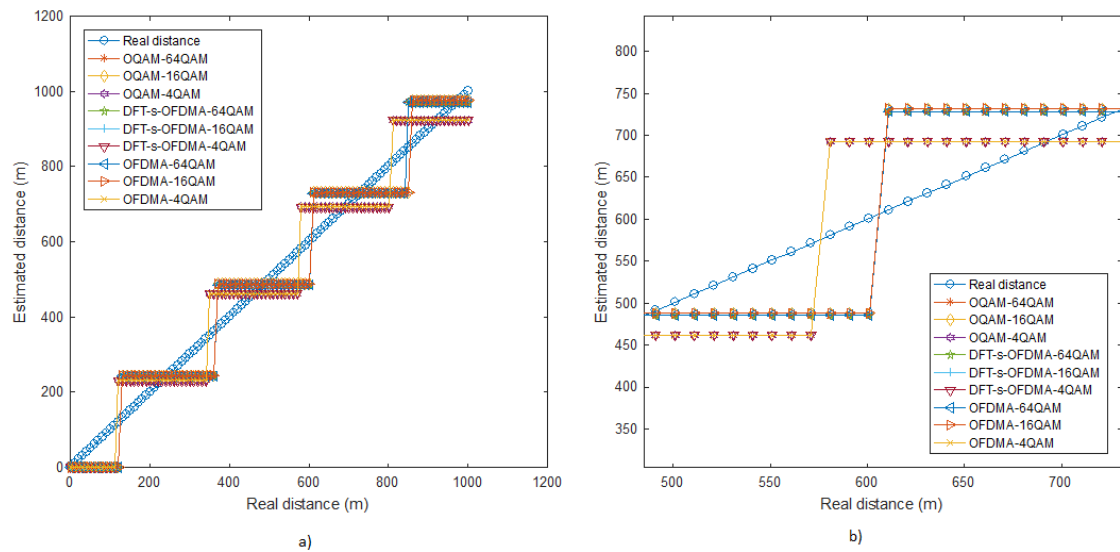 1200
1000
800
600
400
200
0
0
200
400
600
800
1000
1200
Estimated distance (m)
Real distance (m)
Real distance
OQAM-64QAM
OQAM-16QAM
OQAM-4QAM
DFT-s-OFDMA-64QAM
DFT-s-OFDMA-16QAM
DFT-s-OFDMA-4QAM
OFDMA-64QAM
OFDMA-16QAM
OFDMA-4QAM
a)
800
750
700
650
600
550
500
450
400
350
500
550
600
650
700
Estimated distance (m)
Real distance (m)
Real distance
OQAM-64QAM
OQAM-16QAM
OQAM-4QAM
DFT-s-OFDMA-64QAM
DFT-s-OFDMA-16QAM
DFT-s-OFDMA-4QAM
OFDMA-64QAM
OFDMA-16QAM
OFDMA-4QAM
b)